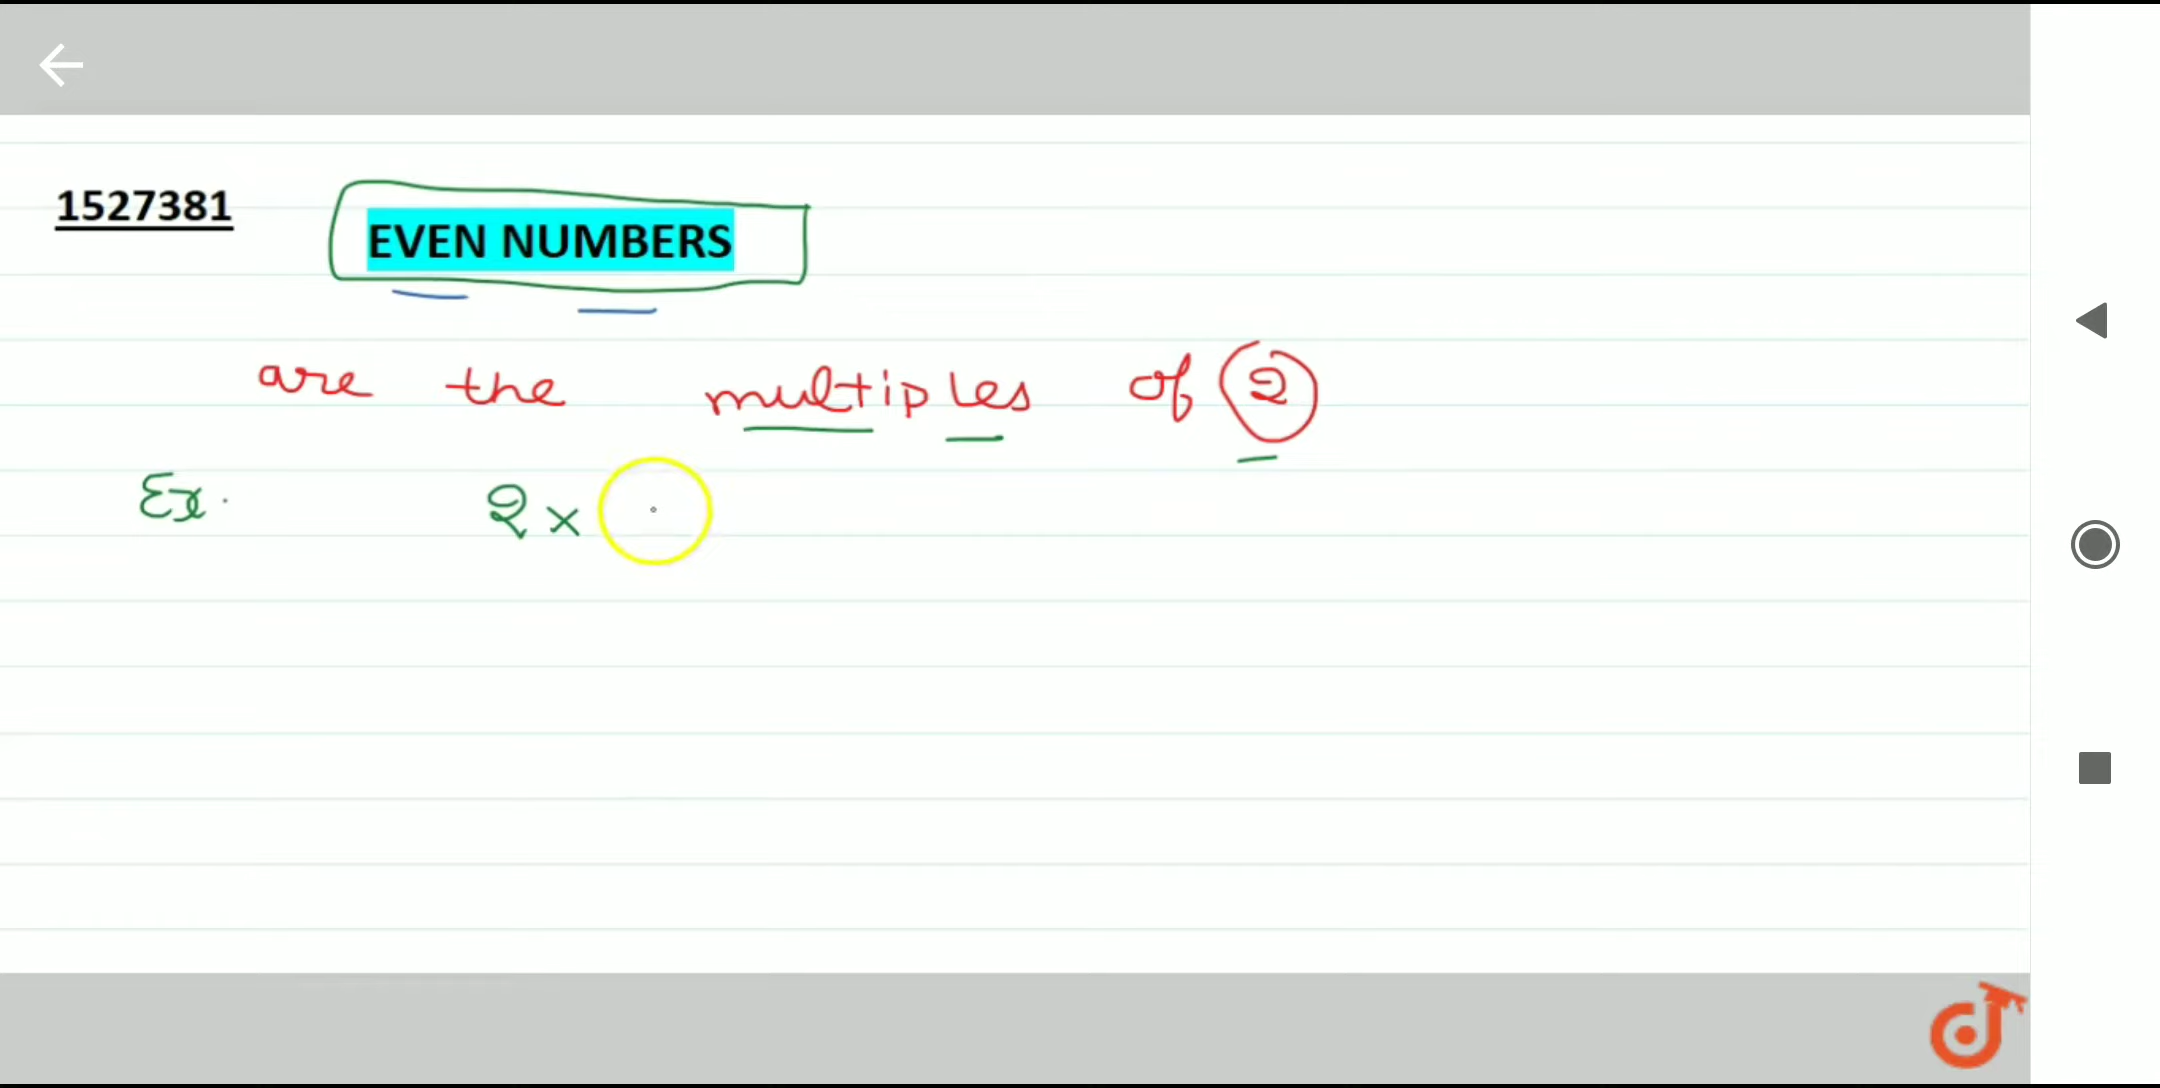 1527381
EVEN NUMBERS
are the multiples of 2
Ex. 2 ×